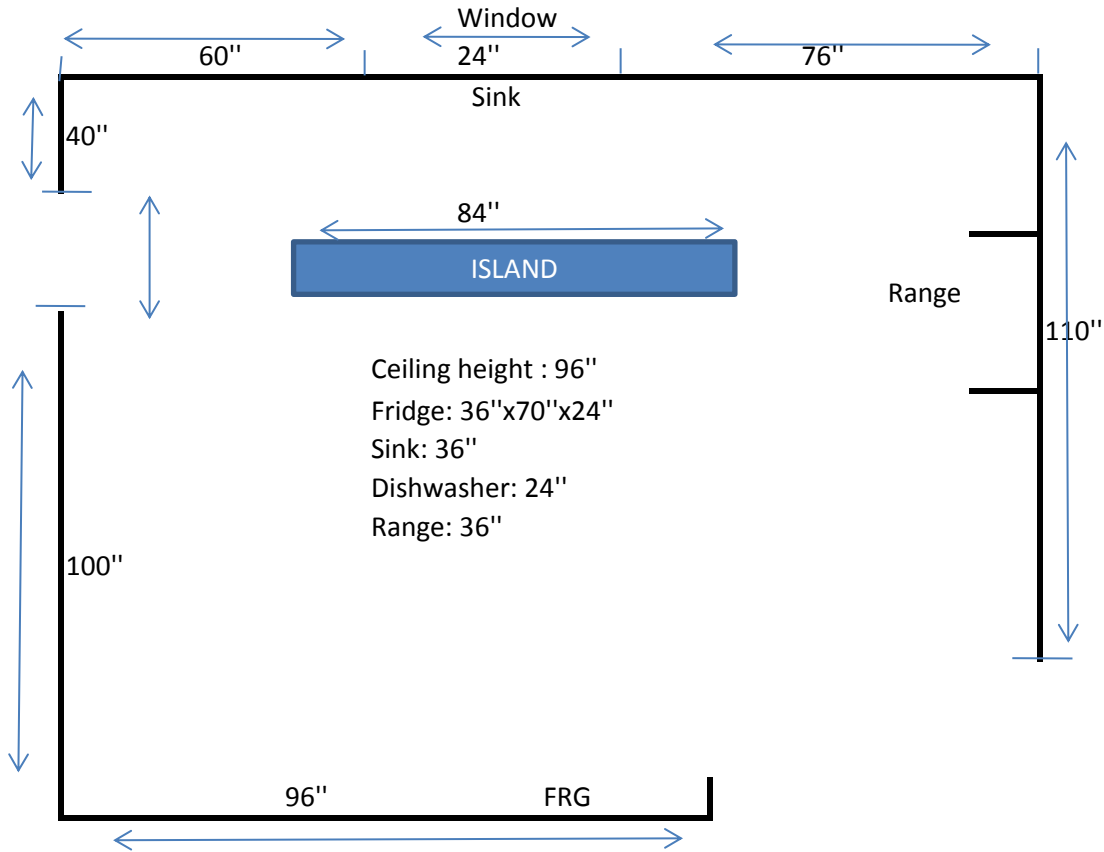 Window
60'' 24'' 76''
Sink
40''
84''
ISLAND
Range
110''
Ceiling height : 96''
Fridge: 36''x70''x24''
Sink: 36''
Dishwasher: 24''
Range: 36''
100''
96'' FRG